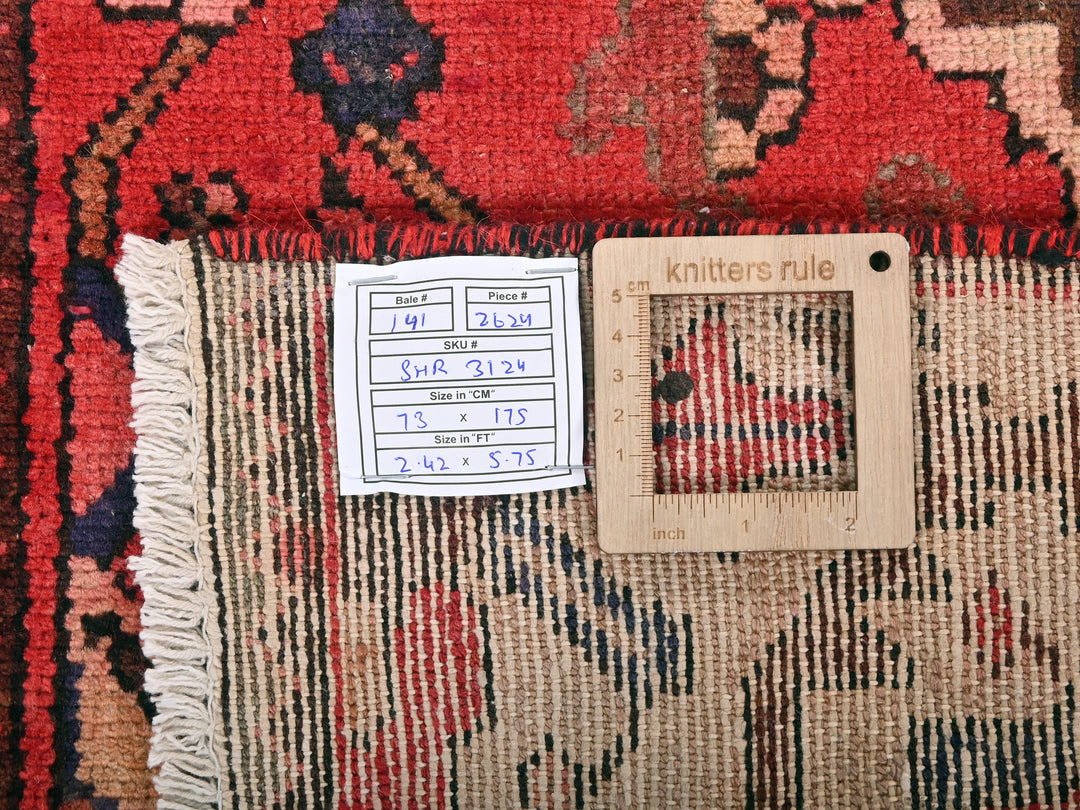 Bale #
141
Piece #
2624
SKU #
SHR 3124
Size in "CM"
73 x 175
Size in "FT"
2.42 x 5.75
knitters rule
5 cm
4
3
2
1
inch 1 2